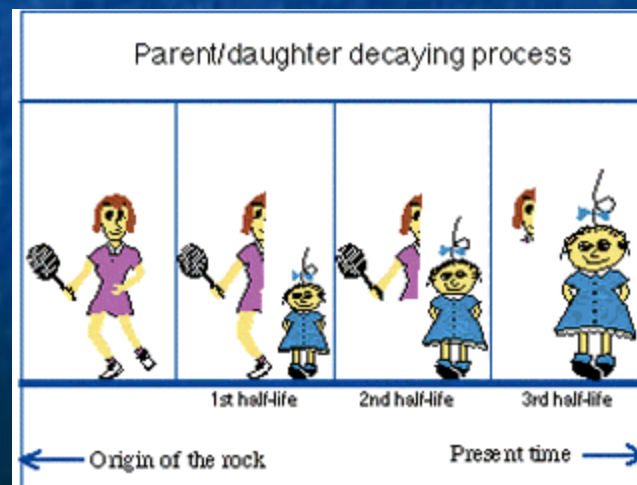 Parent/daughter decaying process
1st half-life
2nd half-life
3rd half-life
Origin of the rock
Present time